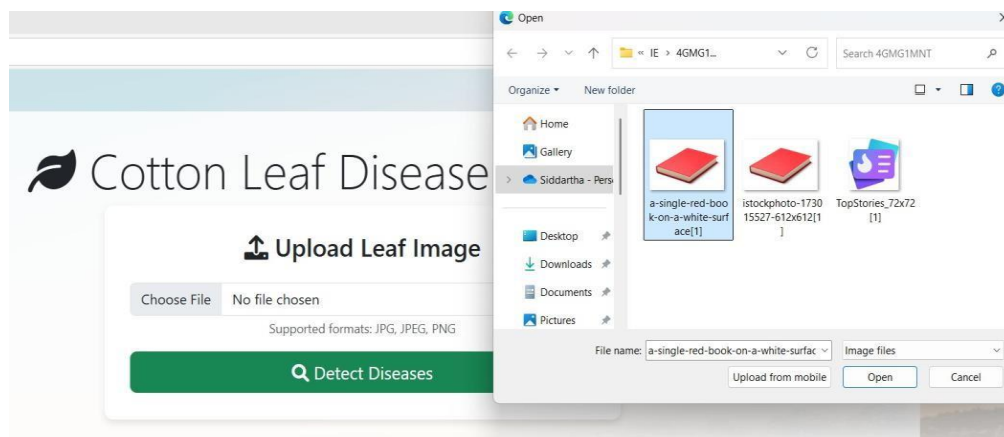 Cotton Leaf Disease
Upload Leaf Image
Choose File No file chosen
Supported formats: JPG, JPEG, PNG
Detect Diseases
Open
« IE > 4GMG1...
Search 4GMG1MNT
Organize
New folder
Home
Gallery
Siddartha - Pers
Desktop
Downloads
Documents
Pictures
a-single-red-boo
k-on-a-white-surf
ace[1]
istockphoto-1730
15527-612x612[1
]
TopStories_72x72
[1]
File name: a-single-red-book-on-a-white-surfac
Image files
Upload from mobile
Open
Cancel